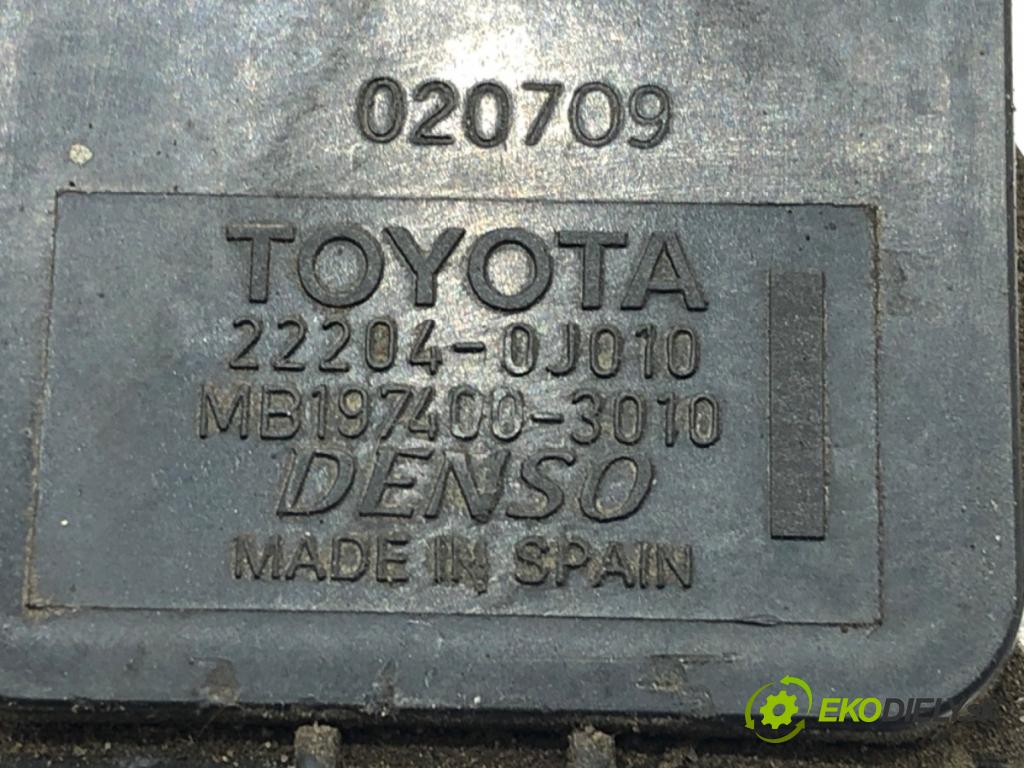 020709
TOYOTA
22204-0J010
MB197400-3010
DENSO
MADE IN SPAIN
EKODIELY